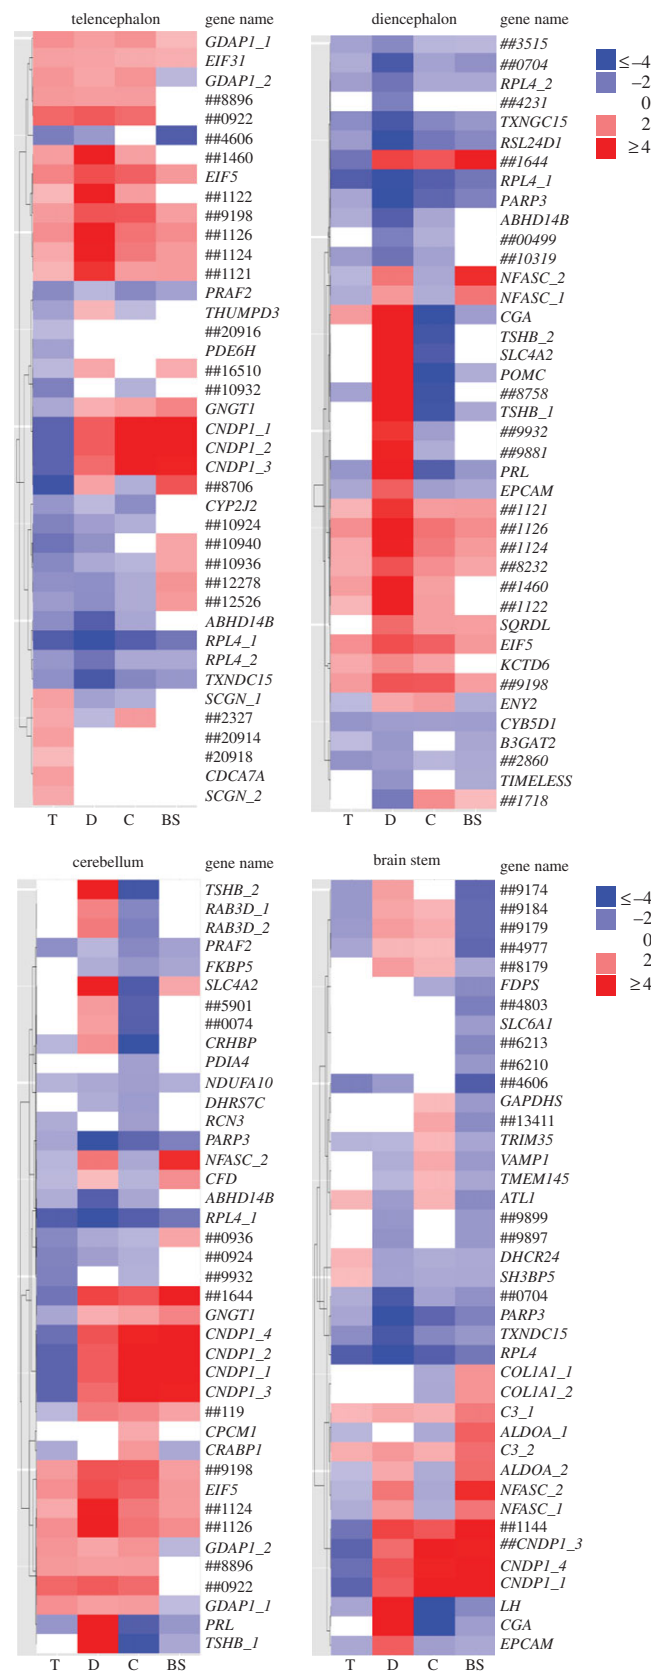 telencephalon
gene name
GDAP1_1
EIF31
GDAP1_2
##8896
##0922
##4606
##1460
EIF5
##1122
##9198
##1126
##1124
##1121
PRAF2
THUMPD3
##20916
PDE6H
##16510
##10932
GNGT1
CNDP1_1
CNDP1_2
CNDP1_3
##8706
CYP2J2
##10924
##10940
##10936
##12278
##12526
ABHD14B
RPL4_1
RPL4_2
TXNDC15
SCGN_1
##2327
##20914
#20918
CDCA7A
SCGN_2
T D C BS
diencephalon
gene name
##3515
##0704
RPL4_2
##4231
TXNGC15
RSL24D1
##1644
RPL4_1
PARP3
ABHD14B
##00499
##10319
NFASC_2
NFASC_1
CGA
TSHB_2
SLC4A2
POMC
##8758
TSHB_1
##9932
##9881
PRL
EPCAM
##1121
##1126
##1124
##8232
##1460
##1122
SQRDL
EIF5
KCTD6
##9198
ENY2
CYB5D1
B3GAT2
##2860
TIMELESS
##1718
T D C BS
≤–4
–2
0
2
≥4
cerebellum
gene name
TSHB_2
RAB3D_1
RAB3D_2
PRAF2
FKBP5
SLC4A2
##5901
##0074
CRHBP
PDIA4
NDUFA10
DHRS7C
RCN3
PARP3
NFASC_2
CFD
ABHD14B
RPL4_1
##0936
##0924
##9932
##1644
GNGT1
CNDP1_4
CNDP1_2
CNDP1_1
CNDP1_3
##119
CPCM1
CRABP1
##9198
EIF5
##1124
##1126
GDAP1_2
##8896
##0922
GDAP1_1
PRL
TSHB_1
T D C BS
brain stem
gene name
##9174
##9184
##9179
##4977
##8179
FDPS
##4803
SLC6A1
##6213
##6210
##4606
GAPDHS
##13411
TRIM35
VAMP1
TMEM145
ATL1
##9899
##9897
DHCR24
SH3BP5
##0704
PARP3
TXNDC15
RPL4
COL1A1_1
COL1A1_2
C3_1
ALDOA_1
C3_2
ALDOA_2
NFASC_2
NFASC_1
##1144
##CNDP1_3
CNDP1_4
CNDP1_1
LH
CGA
EPCAM
T D C BS
≤–4
–2
0
2
≥4